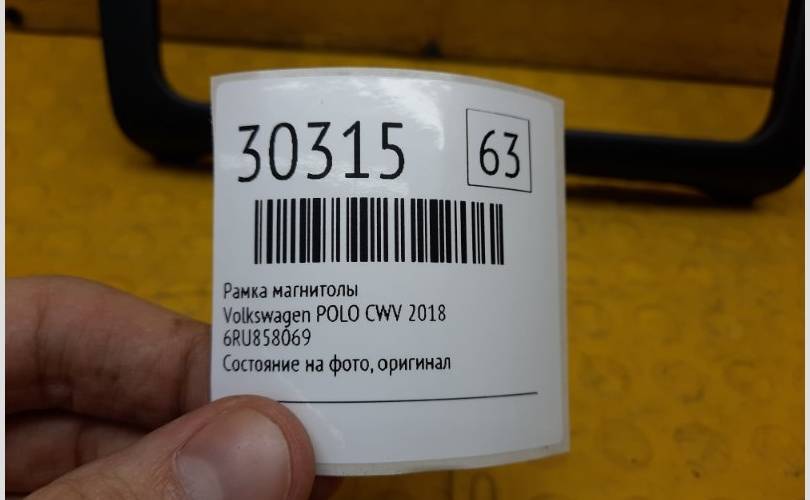 30315 63
Рамка магнитолы
Volkswagen POLO CWV 2018
6RU858069
Состояние на фото, оригинал